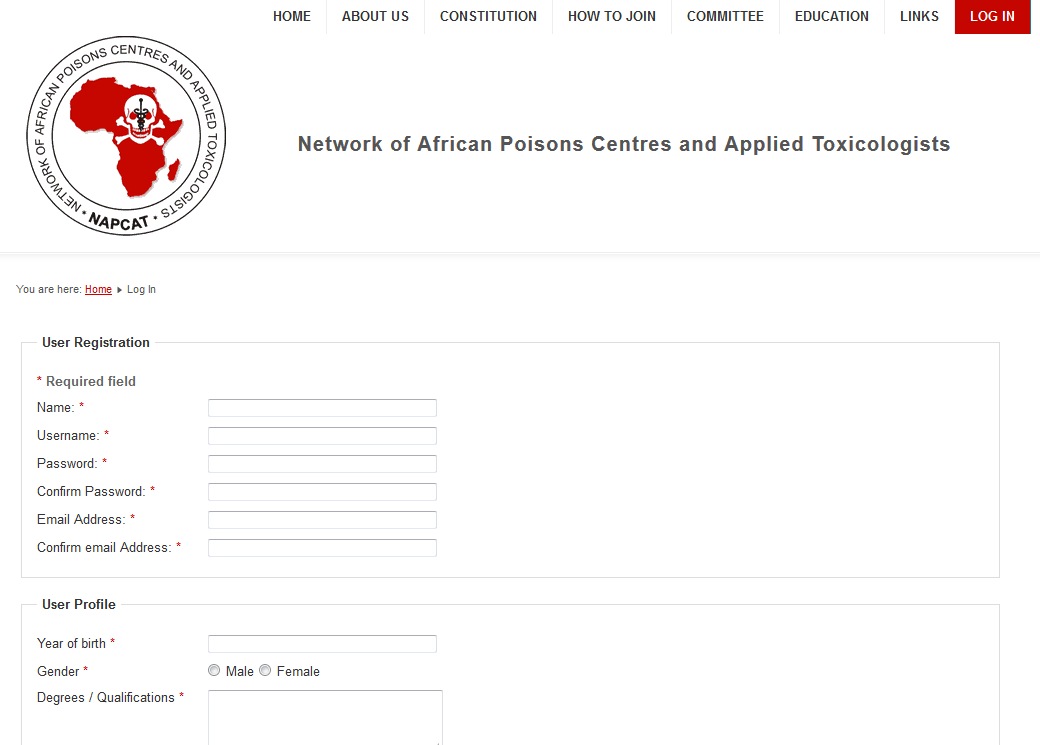 HOME ABOUT US CONSTITUTION HOW TO JOIN COMMITTEE EDUCATION LINKS LOG IN
NETWORK OF AFRICAN POISONS CENTRES AND APPLIED TOXICOLOGISTS
• NAPCAT •
Network of African Poisons Centres and Applied Toxicologists
You are here: Home Log In
User Registration
* Required field
Name: *
Username: *
Password: *
Confirm Password: *
Email Address: *
Confirm email Address: *
User Profile
Year of birth *
Gender * Male Female
Degrees / Qualifications *